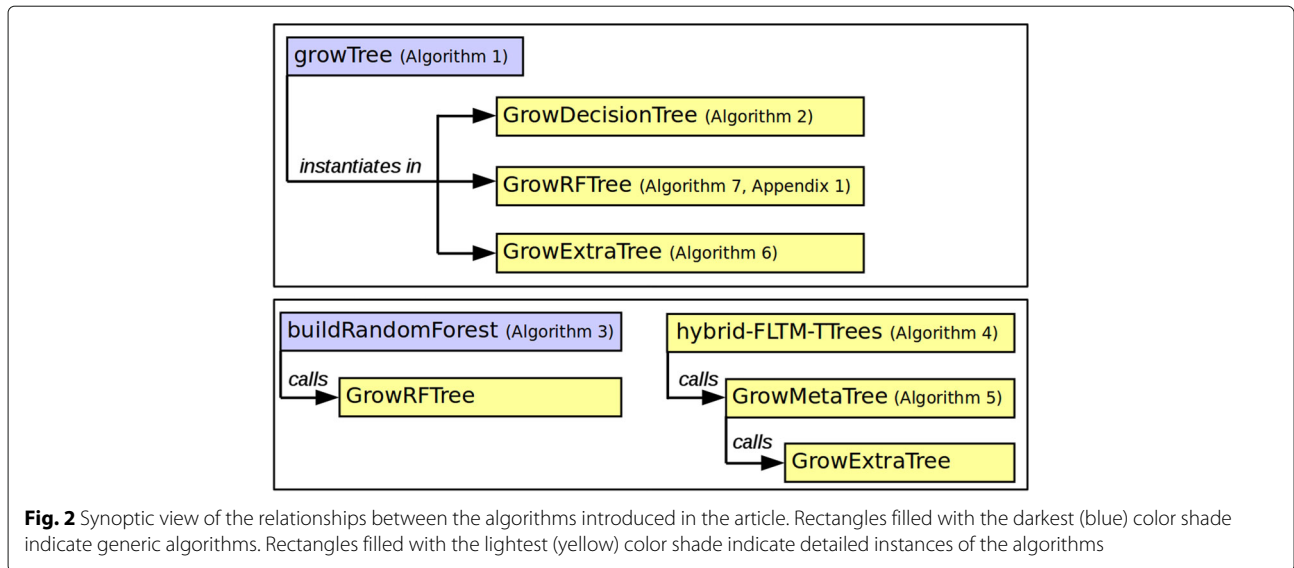 growTree (Algorithm 1)
GrowDecisionTree (Algorithm 2)
instantiates in
GrowRFTree (Algorithm 7, Appendix 1)
GrowExtraTree (Algorithm 6)
buildRandomForest (Algorithm 3)
calls
GrowRFTree
hybrid-FLTM-TTrees (Algorithm 4)
calls
GrowMetaTree (Algorithm 5)
calls
GrowExtraTree
Fig. 2 Synoptic view of the relationships between the algorithms introduced in the article. Rectangles filled with the darkest (blue) color shade
indicate generic algorithms. Rectangles filled with the lightest (yellow) color shade indicate detailed instances of the algorithms